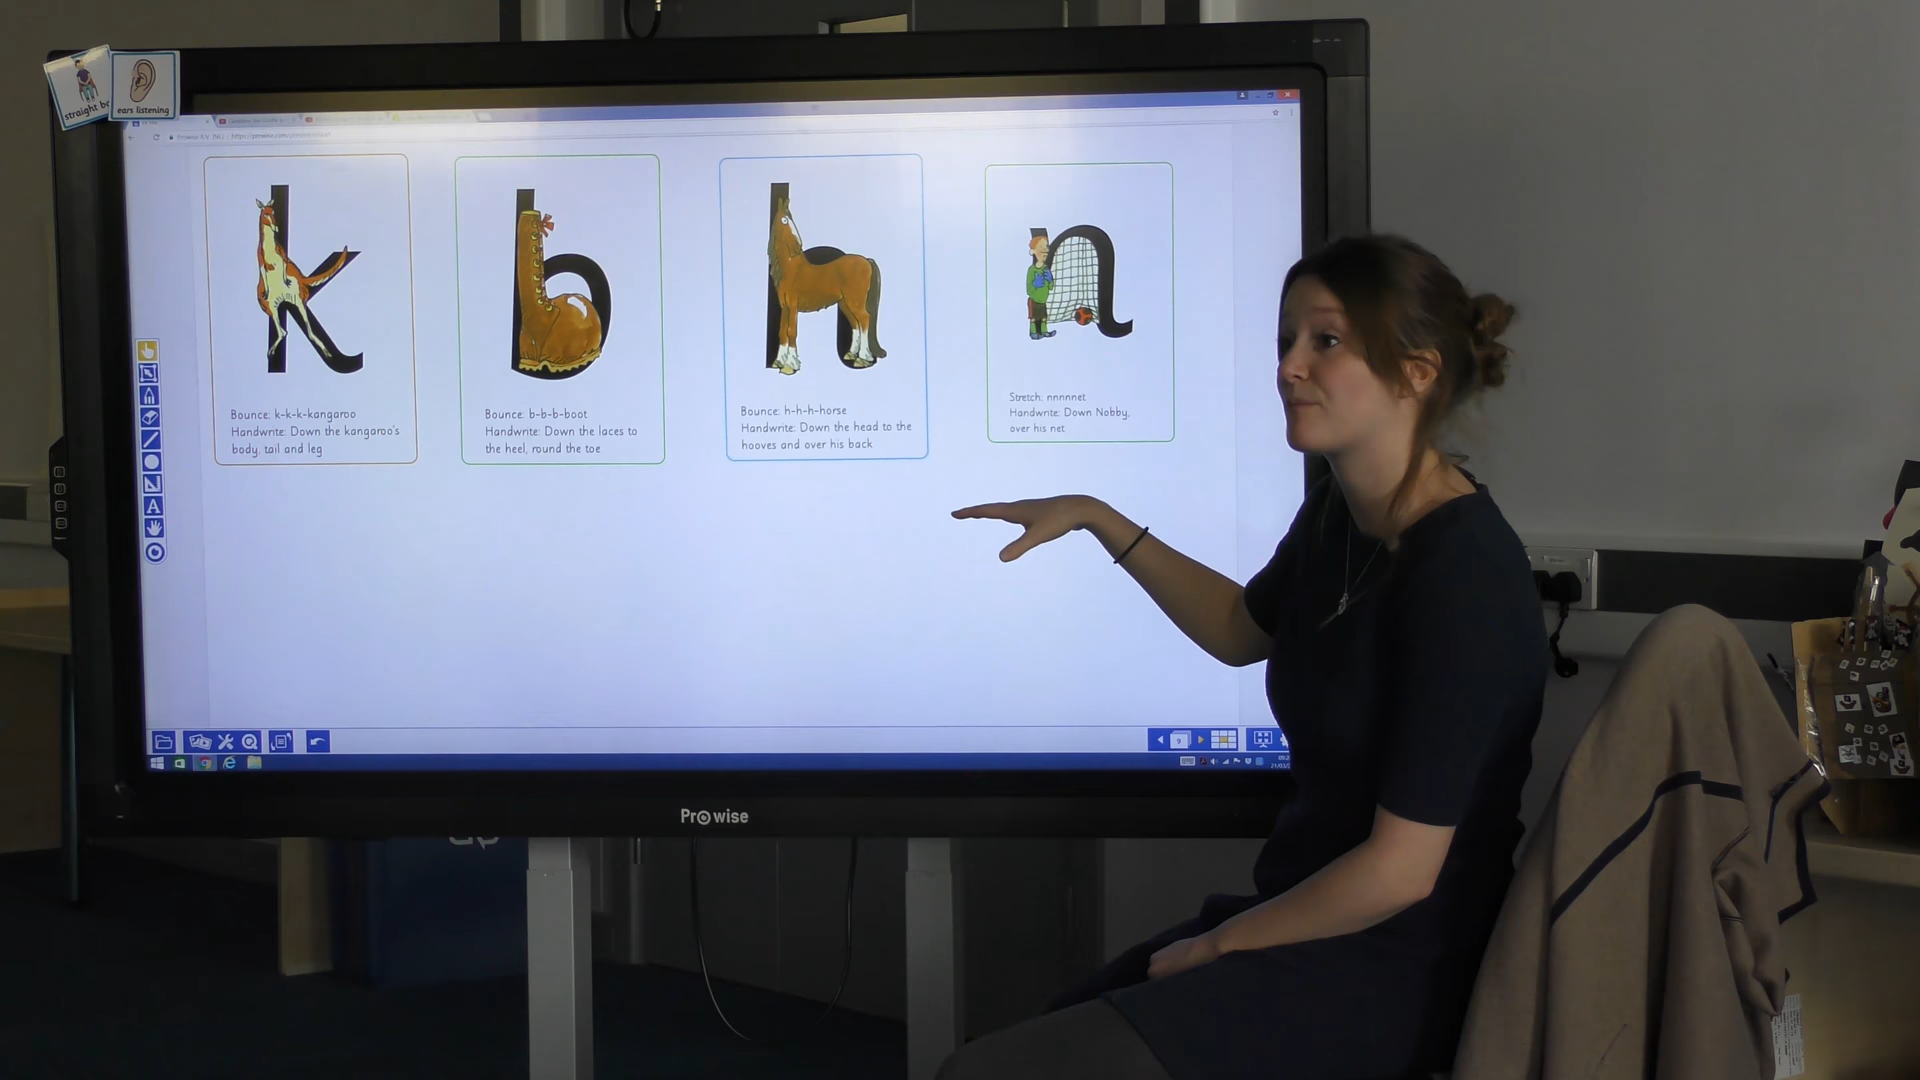 straight
ears listening
k
Bounce: k-k-k-kangaroo
Handwrite: Down the kangaroo's
body, tail and leg
b
Bounce: b-b-b-boot
Handwrite: Down the laces to
the heel, round the toe
h
Bounce: h-h-h-horse
Handwrite: Down the head to the
hooves and over his back
n
Stretch: nnnnnet
Handwrite: Down Nobby,
over his net
A
9
Prowise